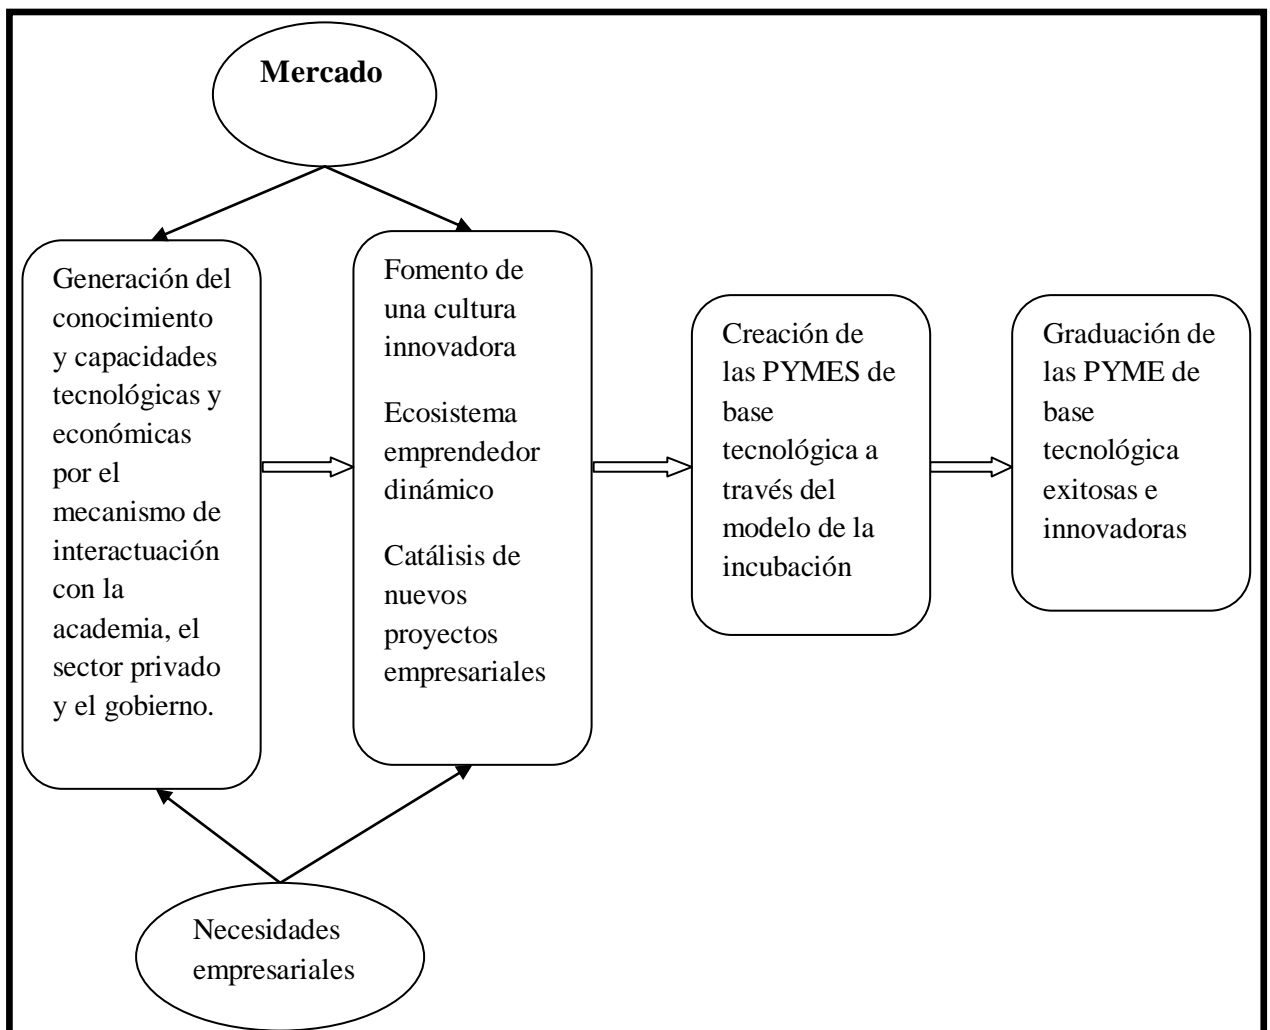 Mercado
Generación del
conocimiento
y capacidades
tecnológicas y
económicas
por el
mecanismo de
interactuación
con la
academia, el
sector privado
y el gobierno.
Fomento de
una cultura
innovadora
Ecosistema
emprendedor
dinámico
Catálisis de
nuevos
proyectos
empresariales
Creación de
las PYMES de
base
tecnológica a
través del
modelo de la
incubación
Graduación de
las PYME de
base
tecnológica
exitosas e
innovadoras
Necesidades
empresariales